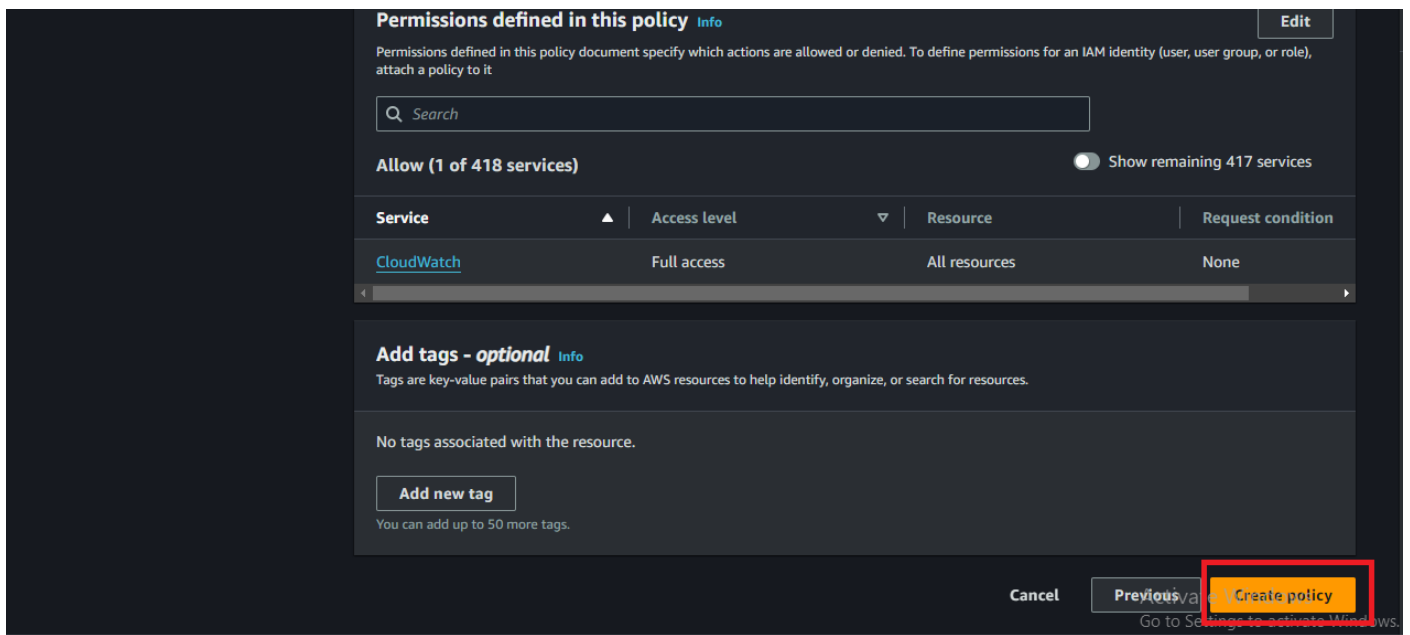 Permissions defined in this policy Info
Edit
Permissions defined in this policy document specify which actions are allowed or denied. To define permissions for an IAM identity (user, user group, or role),
attach a policy to it
Search
Allow (1 of 418 services)
Show remaining 417 services
Service Access level Resource Request condition
CloudWatch Full access All resources None
Add tags - optional Info
Tags are key-value pairs that you can add to AWS resources to help identify, organize, or search for resources.
No tags associated with the resource.
Add new tag
You can add up to 50 more tags.
Cancel Previous Create policy
Activate Windows
Go to Settings to activate Windows.